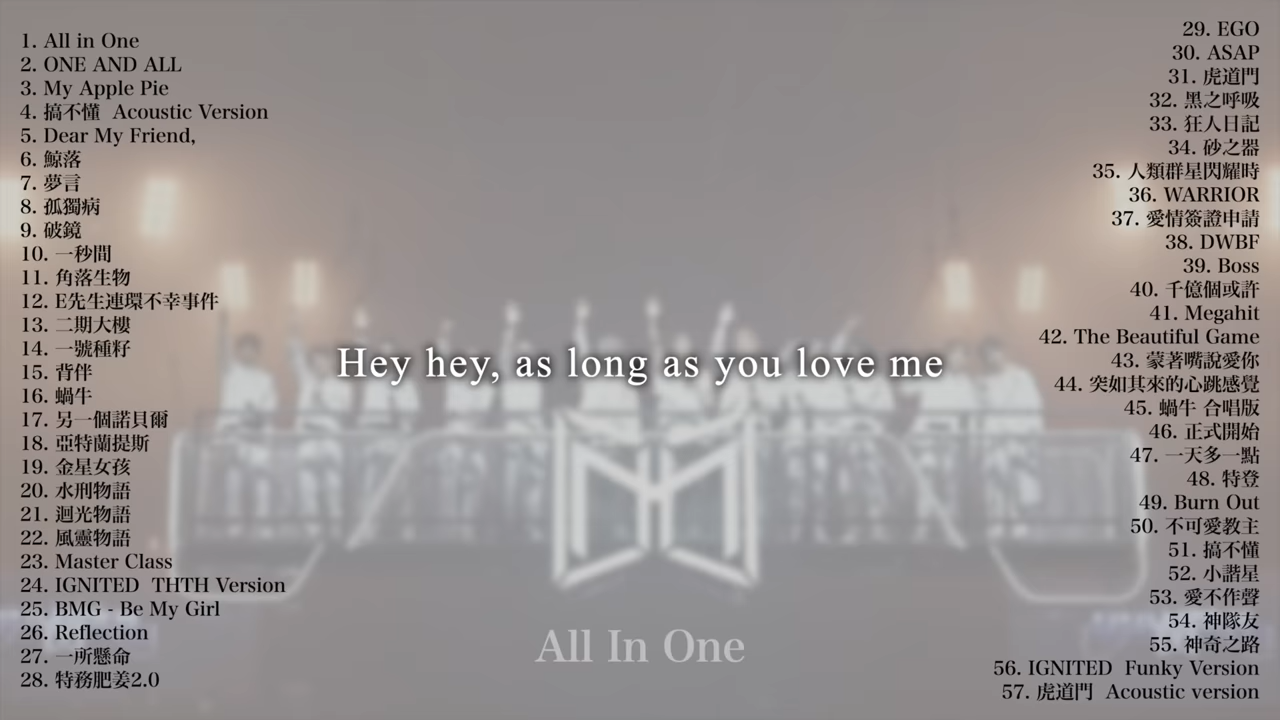 1. All in One
2. ONE AND ALL
3. My Apple Pie
4. 搞不懂  Acoustic Version
5. Dear My Friend,
6. 鯨落
7. 夢言
8. 孤獨病
9. 破鏡
10. 一秒間
11. 角落生物
12. E先生連環不幸事件
13. 二期大樓
14. 一號種籽
15. 背伴
16. 蝸牛
17. 另一個諾貝爾
18. 亞特蘭提斯
19. 金星女孩
20. 水刑物語
21. 迴光物語
22. 風靈物語
23. Master Class
24. IGNITED  THTH Version
25. BMG - Be My Girl
26. Reflection
27. 一所懸命
28. 特務肥姜2.0
Hey hey, as long as you love me
All In One
29. EGO
30. ASAP
31. 虎道門
32. 黑之呼吸
33. 狂人日記
34. 砂之器
35. 人類群星閃耀時
36. WARRIOR
37. 愛情簽證申請
38. DWBF
39. Boss
40. 千億個或許
41. Megahit
42. The Beautiful Game
43. 蒙著嘴說愛你
44. 突如其來的心跳感覺
45. 蝸牛 合唱版
46. 正式開始
47. 一天多一點
48. 特登
49. Burn Out
50. 不可愛教主
51. 搞不懂
52. 小諧星
53. 愛不作聲
54. 神隊友
55. 神奇之路
56. IGNITED  Funky Version
57. 虎道門  Acoustic version